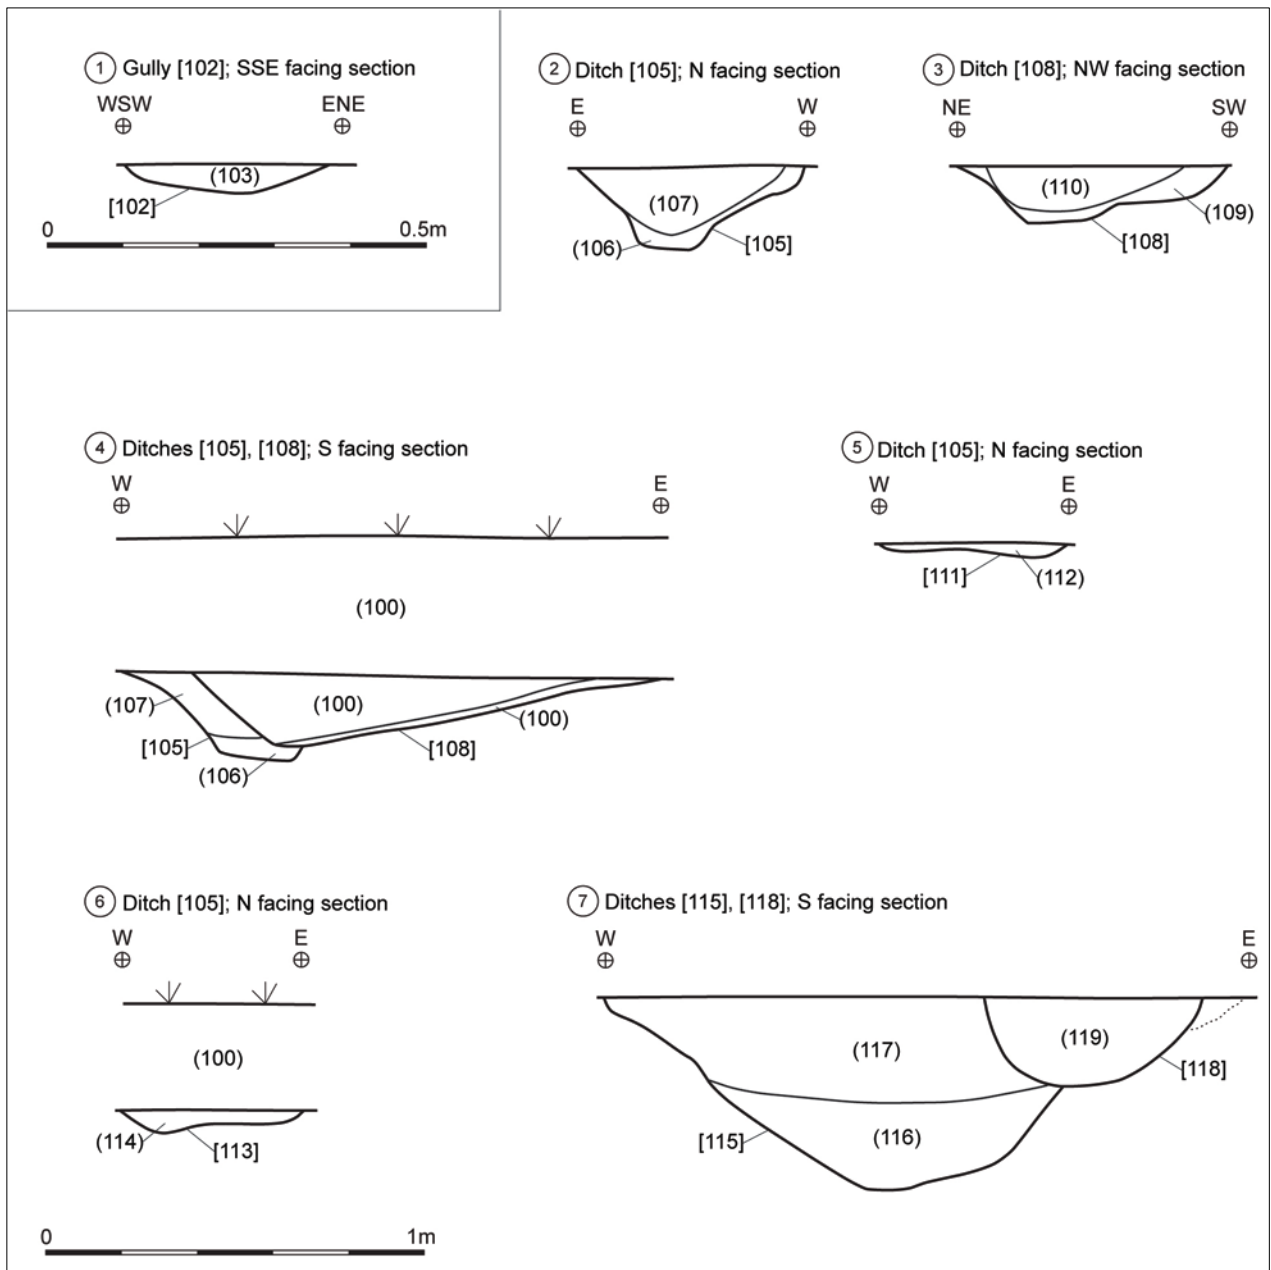 1 Gully [102]; SSE facing section
WSW ENE
(103)
[102]
0 0.5m
2 Ditch [105]; N facing section
E W
(107)
(106) [105]
3 Ditch [108]; NW facing section
NE SW
(110)
(109)
[108]
4 Ditches [105], [108]; S facing section
W E
(100)
(107) (100)
(100)
[105] [108]
(106)
5 Ditch [105]; N facing section
W E
[111] (112)
6 Ditch [105]; N facing section
W E
(100)
(114) [113]
0 1m
7 Ditches [115], [118]; S facing section
W E
(117) (119)
[118]
[115] (116)